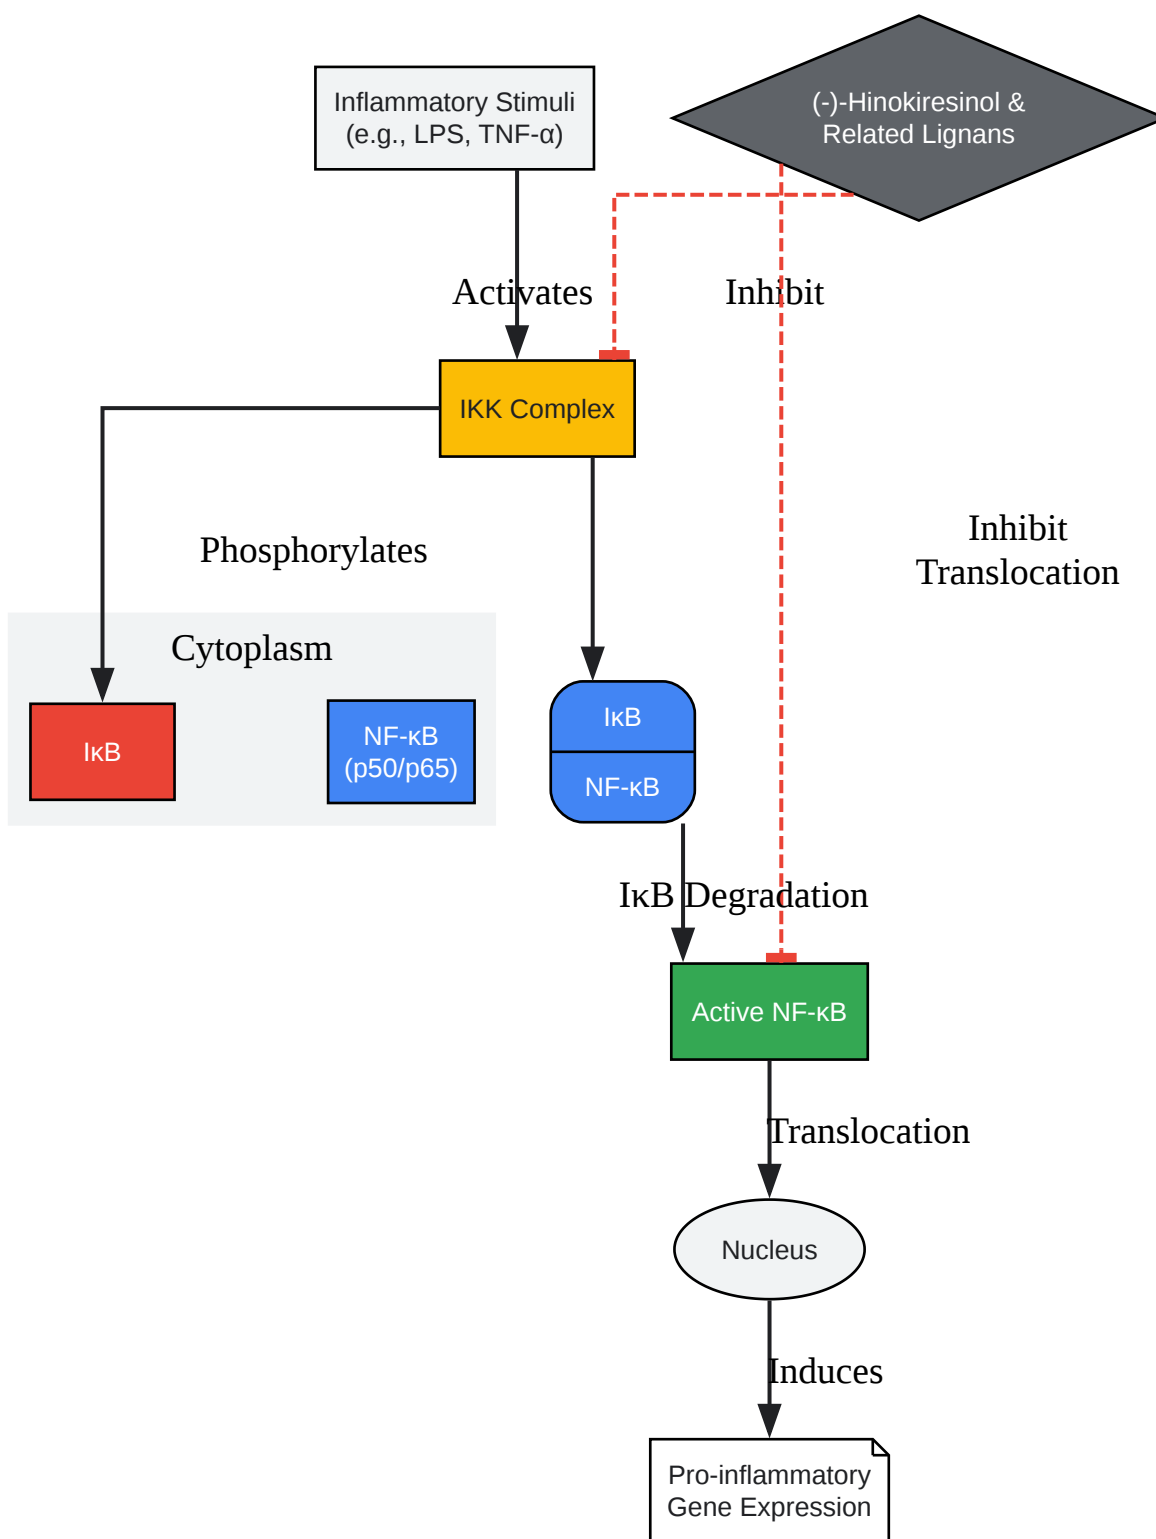 Inflammatory Stimuli
(e.g., LPS, TNF-α)
(-)-Hinokiresinol &
Related Lignans
Activates
Inhibit
IKK Complex
Inhibit
Translocation
Phosphorylates
Cytoplasm
IκB
NF-κB
(p50/p65)
IκB
NF-κB
IκB Degradation
Active NF-κB
Translocation
Nucleus
Induces
Pro-inflammatory
Gene Expression